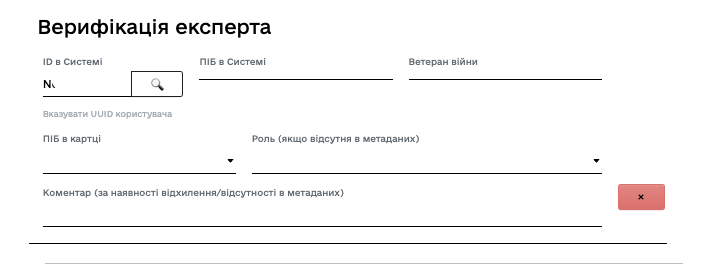 Верифікація експерта
ID в Системі
ПІБ в Системі
Ветеран війни
Вказувати UUID користувача
ПІБ в картці
Роль (якщо відсутня в метаданих)
Коментар (за наявності відхилення/відсутності в метаданих)
×